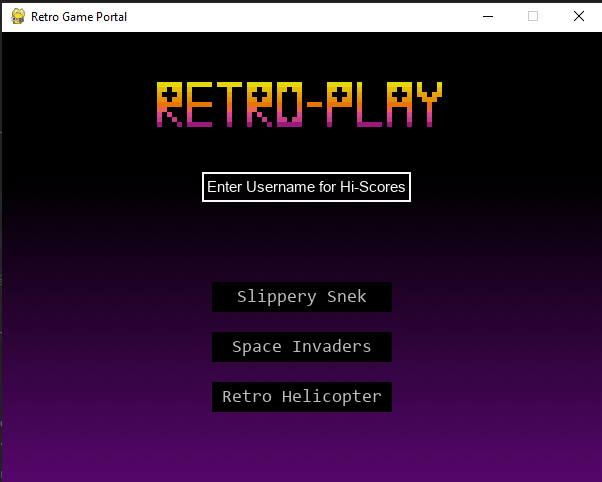 Retro Game Portal
RETRO-PLAY
Enter Username for Hi-Scores
Slippery Snek
Space Invaders
Retro Helicopter